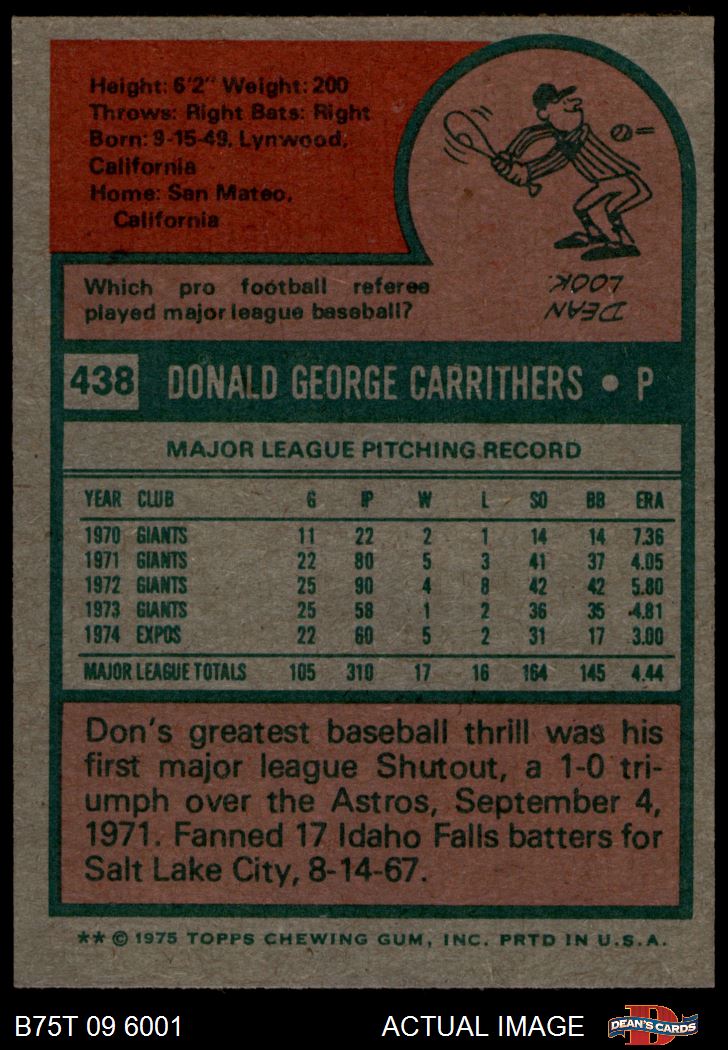 Height: 6'2" Weight: 200
Throws: Right Bats: Right
Born: 9-15-49, Lynwood,
California
Home: San Mateo,
California
Which pro football referee
played major league baseball?
DEAN
LOOK.
438 DONALD GEORGE CARRITHERS • P
MAJOR LEAGUE PITCHING RECORD
YEAR CLUB G IP W L SO BB ERA
1970 GIANTS 11 22 2 1 14 14 7.36
1971 GIANTS 22 80 5 3 41 37 4.05
1972 GIANTS 25 90 4 8 42 42 5.80
1973 GIANTS 25 58 1 2 36 35 4.81
1974 EXPOS 22 60 5 2 31 17 3.00
MAJOR LEAGUE TOTALS 105 310 17 16 164 145 4.44
Don's greatest baseball thrill was his
first major league Shutout, a 1-0 tri-
umph over the Astros, September 4,
1971. Fanned 17 Idaho Falls batters for
Salt Lake City, 8-14-67.
** © 1975 TOPPS CHEWING GUM, INC. PRTD IN U.S.A.
B75T 09 6001 ACTUAL IMAGE D DEAN'S CARDS